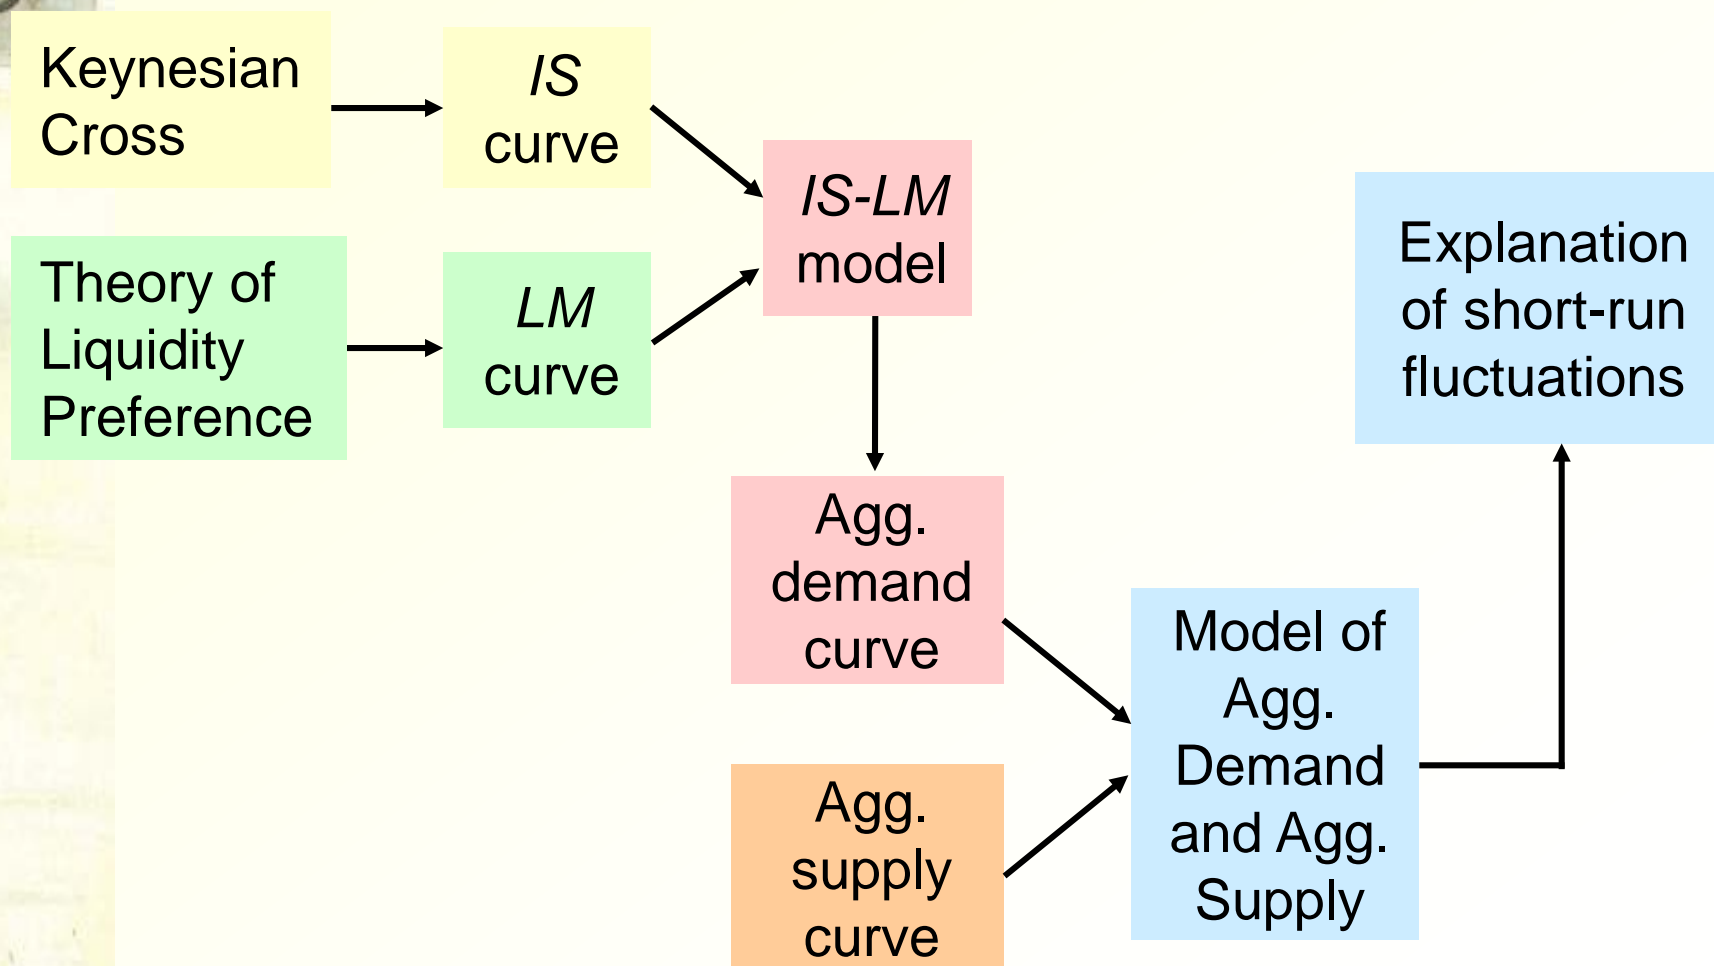 Keynesian
Cross
IS
curve
Theory of
Liquidity
Preference
LM
curve
IS-LM
model
Agg.
demand
curve
Agg.
supply
curve
Model of
Agg.
Demand
and Agg.
Supply
Explanation
of short-run
fluctuations